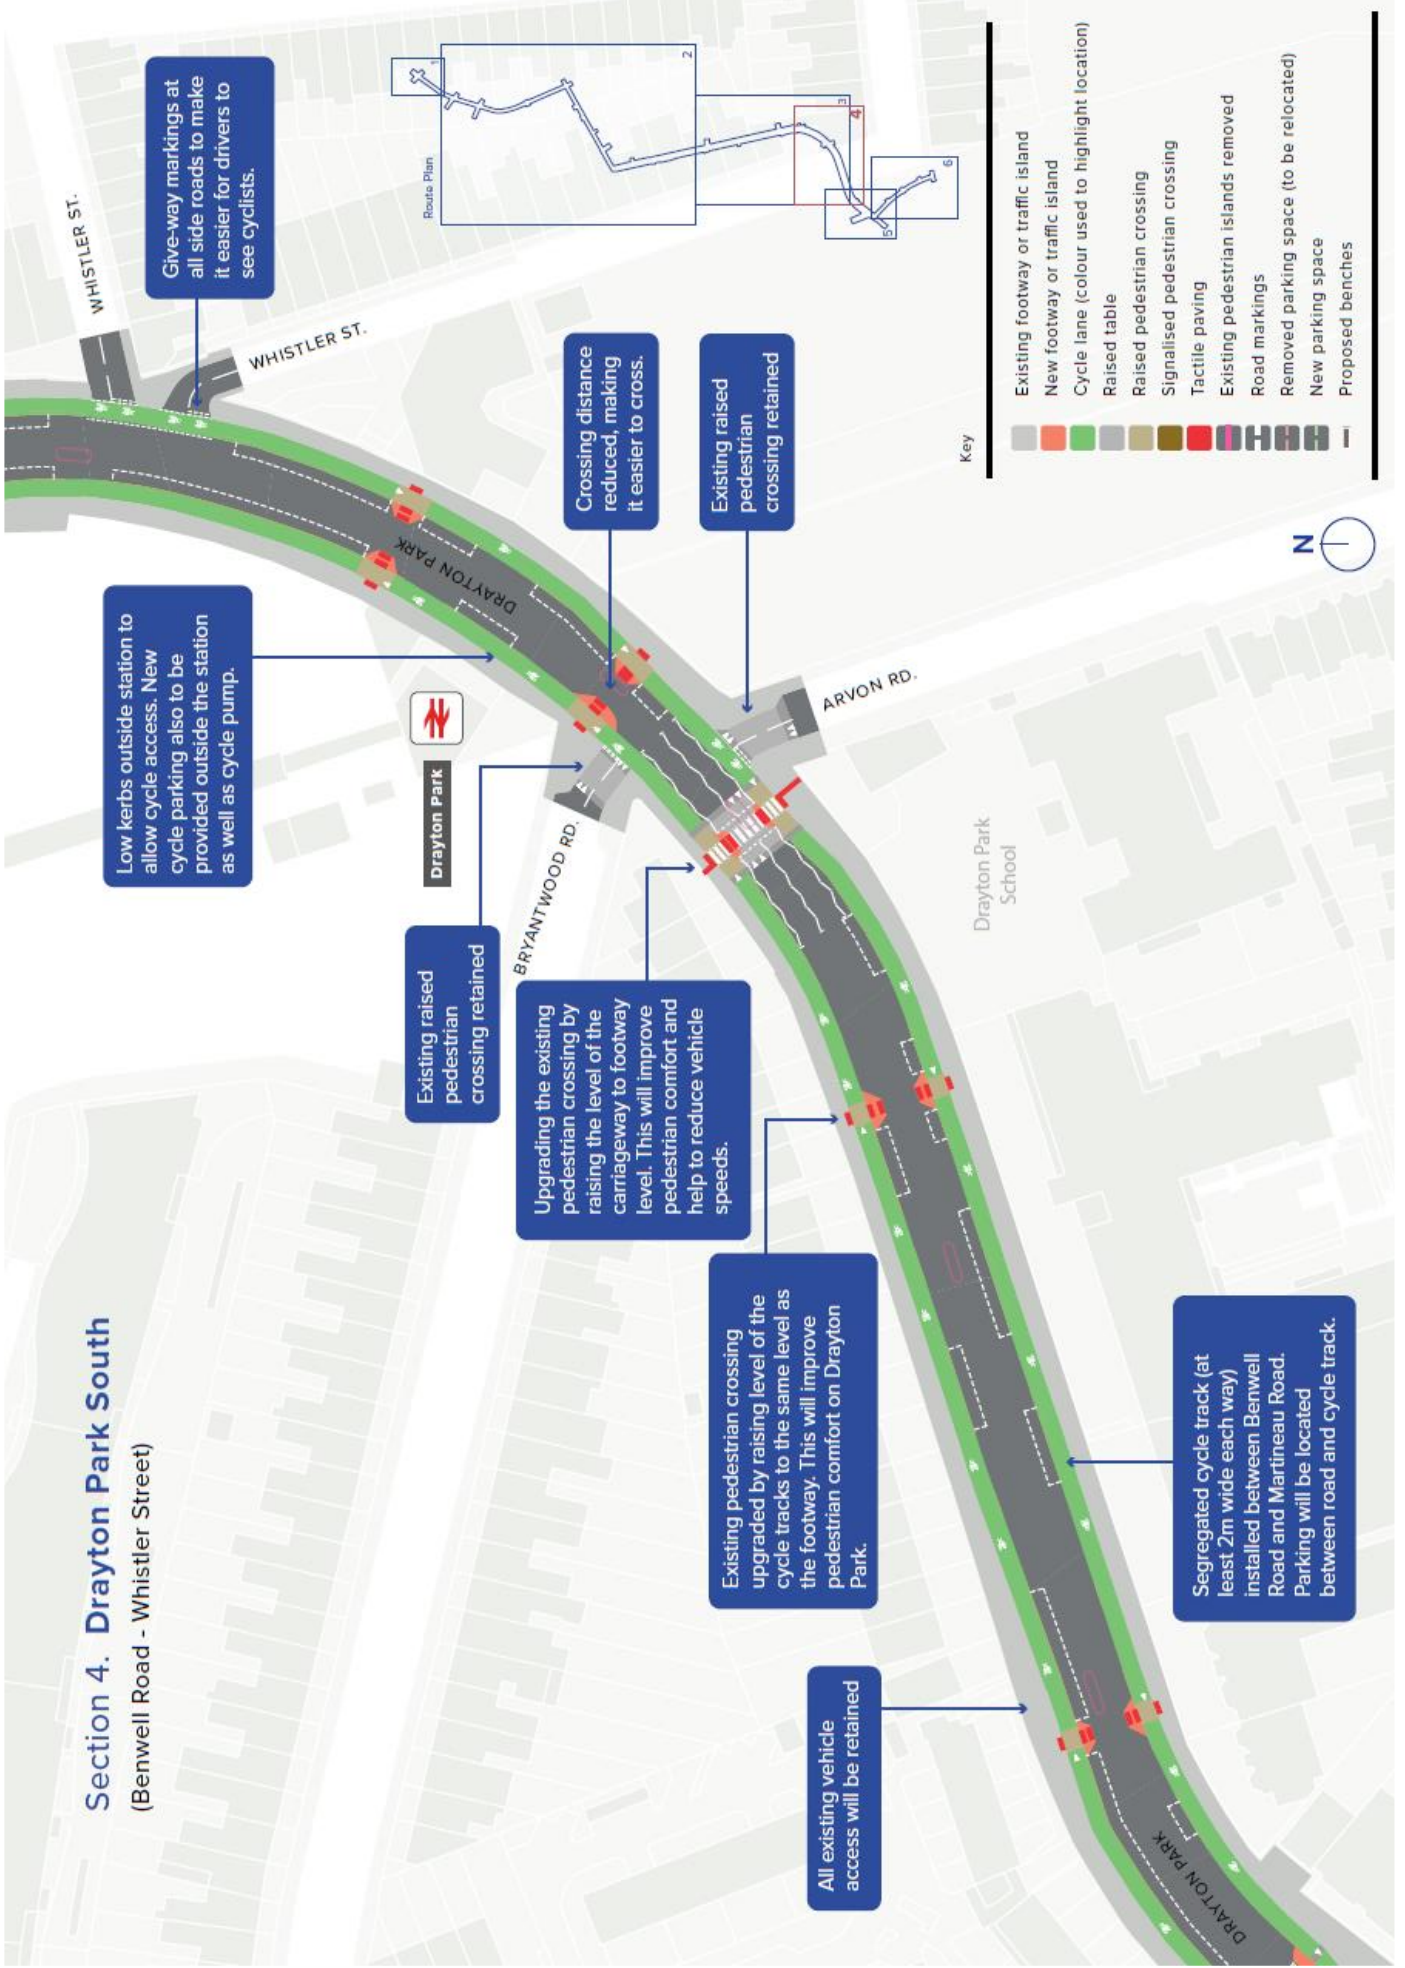 Section 4. Drayton Park South
(Benwell Road - Whistler Street)
Low kerbs outside station to
allow cycle access. New
cycle parking also to be
provided outside the station
as well as cycle pump.
WHISTLER ST.
Give-way markings at
all side roads to make
it easier for drivers to
see cyclists.
WHISTLER ST.
Route Plan
1
2
3
4
5
6
Drayton Park
DRAYTON PARK
Existing raised
pedestrian
crossing retained
BRYANTWOOD RD.
Crossing distance
reduced, making
it easier to cross.
Existing raised
pedestrian
crossing retained
ARVON RD.
Upgrading the existing
pedestrian crossing by
raising the level of the
carriageway to footway
level. This will improve
pedestrian comfort and
help to reduce vehicle
speeds.
Existing pedestrian crossing
upgraded by raising level of the
cycle tracks to the same level as
the footway. This will improve
pedestrian comfort on Drayton
Park.
Drayton Park
School
All existing vehicle
access will be retained
Segregated cycle track (at
least 2m wide each way)
installed between Benwell
Road and Martineau Road.
Parking will be located
between road and cycle track.
DRAYTON PARK
N
Key
Existing footway or traffic island
New footway or traffic island
Cycle lane (colour used to highlight location)
Raised table
Raised pedestrian crossing
Signalised pedestrian crossing
Tactile paving
Existing pedestrian islands removed
Road markings
Removed parking space (to be relocated)
New parking space
Proposed benches